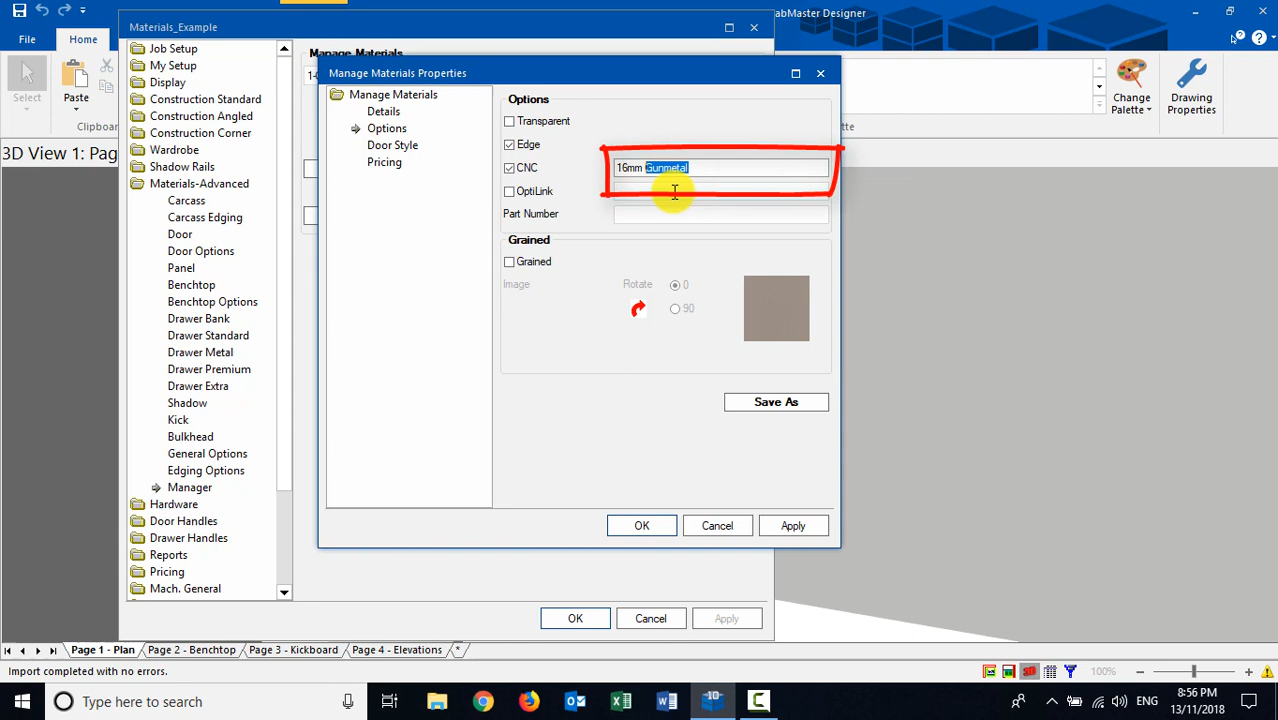 Materials_Example
abMaster Designer
File
Home
Select
Paste
Clipboar
Change
Palette
Drawing
Properties
te
3D View 1: Pag
Job Setup
My Setup
Display
Construction Standard
Construction Angled
Construction Corner
Wardrobe
Shadow Rails
Materials-Advanced
Carcass
Carcass Edging
Door
Door Options
Panel
Benchtop
Benchtop Options
Drawer Bank
Drawer Standard
Drawer Metal
Drawer Premium
Drawer Extra
Shadow
Kick
Bulkhead
General Options
Edging Options
Manager
Hardware
Door Handles
Drawer Handles
Reports
Pricing
Mach. General
Manage Materials
Manage Materials Properties
Manage Materials
Details
Options
Door Style
Pricing
Options
Transparent
Edge
CNC
16mm Gunmetal
OptiLink
Part Number
Grained
Grained
Image
Rotate
0
90
Save As
OK
Cancel
Apply
OK
Cancel
Apply
Page 1 - Plan
Page 2 - Benchtop
Page 3 - Kickboard
Page 4 - Elevations
*
Import completed with no errors.
100%
Type here to search
ENG
8:56 PM
13/11/2018